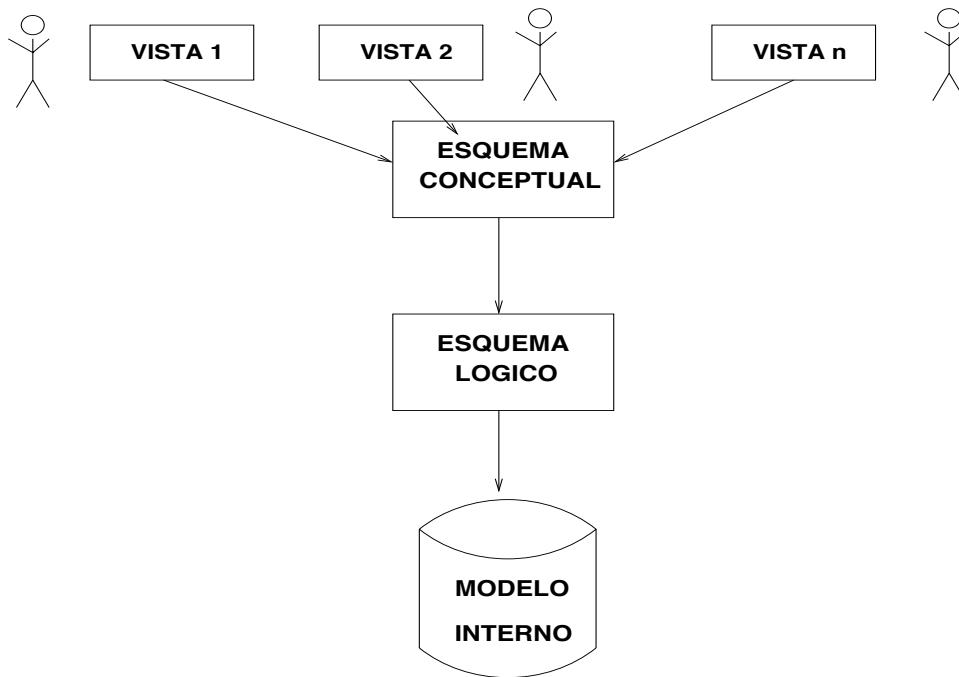 VISTA 1
VISTA 2
VISTA n
ESQUEMA
CONCEPTUAL
ESQUEMA
LOGICO
MODELO
INTERNO